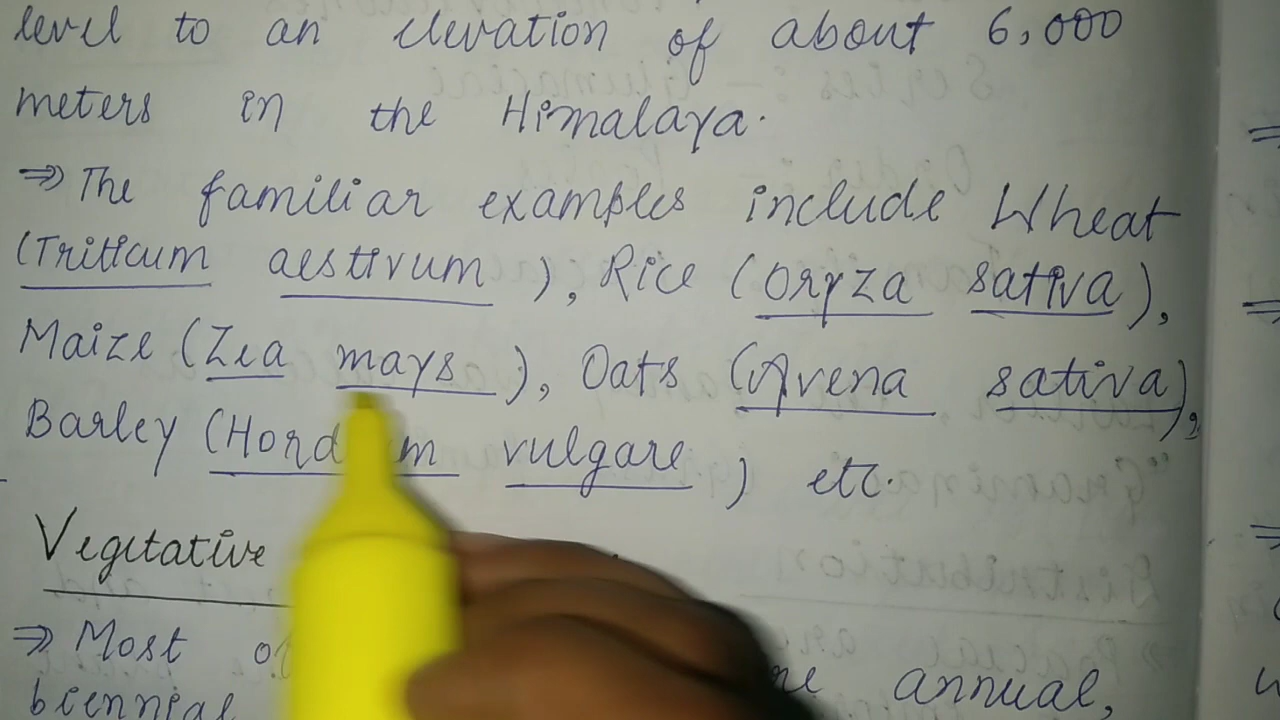 level to an elevation of about 6,000
meters in the Himalaya.
⇒ The familiar examples include Wheat
(Triticum aestivum), Rice (Oryza sativa),
Maize (Zea mays), Oats (Avena sativa),
Barley (Hord m vulgare) etc.
Vegitative
⇒ Most annual,
biennial